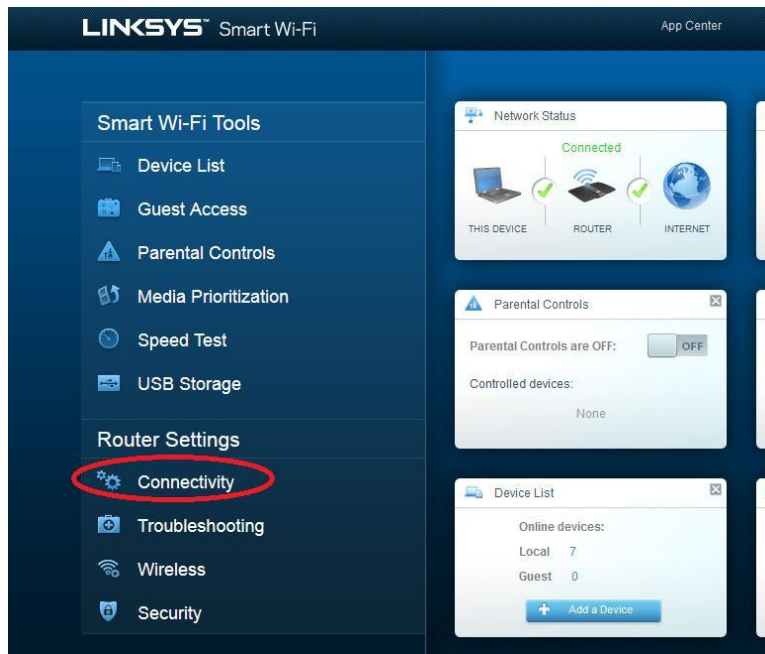 LINKSYS™ Smart Wi-Fi
App Center
Smart Wi-Fi Tools
Device List
Guest Access
Parental Controls
Media Prioritization
Speed Test
USB Storage
Router Settings
Connectivity
Troubleshooting
Wireless
Security
Network Status
Connected
THIS DEVICE ROUTER INTERNET
Parental Controls
Parental Controls are OFF: OFF
Controlled devices:
None
Device List
Online devices:
Local 7
Guest 0
Add a Device